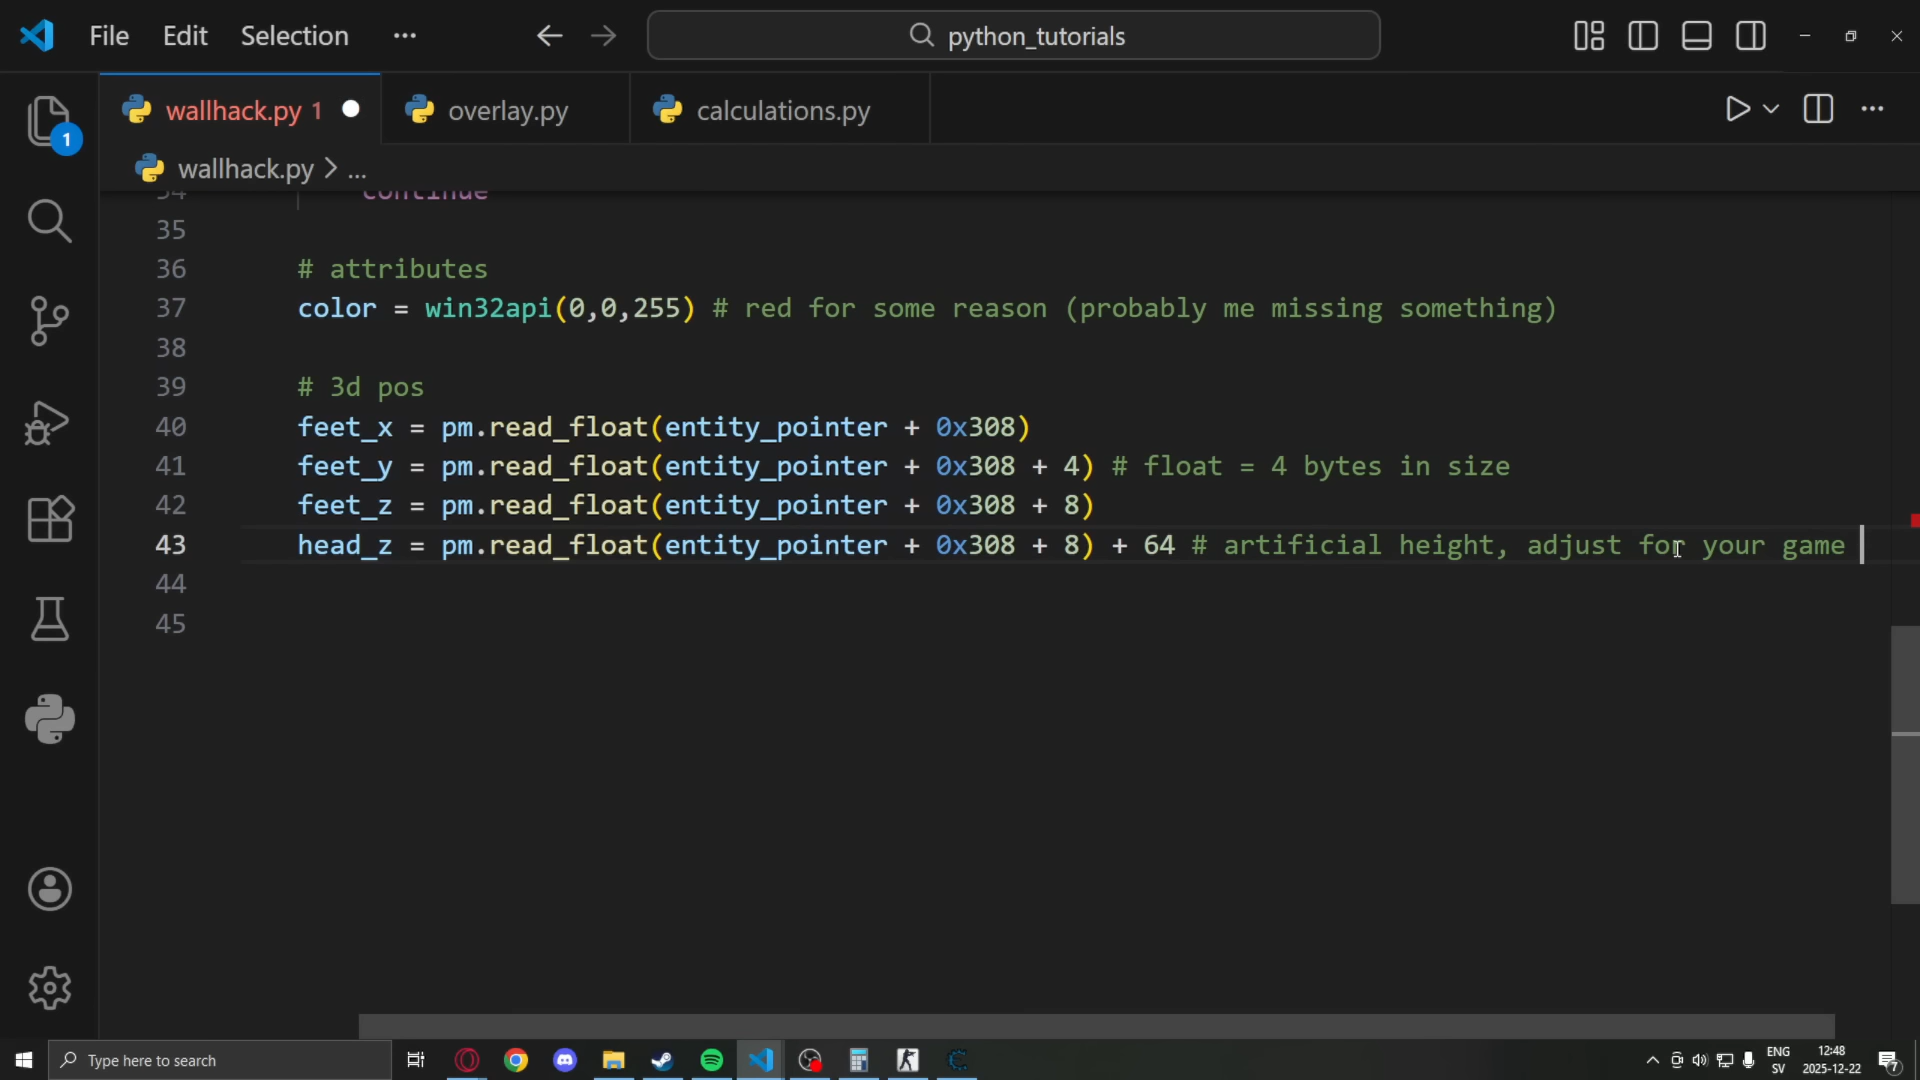 File Edit Selection ...
python_tutorials
wallhack.py 1
overlay.py
calculations.py
1
wallhack.py > ...
34 continue
35
36 # attributes
37 color = win32api(0,0,255) # red for some reason (probably me missing something)
38
39 # 3d pos
40 feet_x = pm.read_float(entity_pointer + 0x308)
41 feet_y = pm.read_float(entity_pointer + 0x308 + 4) # float = 4 bytes in size
42 feet_z = pm.read_float(entity_pointer + 0x308 + 8)
43 head_z = pm.read_float(entity_pointer + 0x308 + 8) + 64 # artificial height, adjust for your game
44
45
Type here to search
ENG
SV
12:48
2025-12-22
7